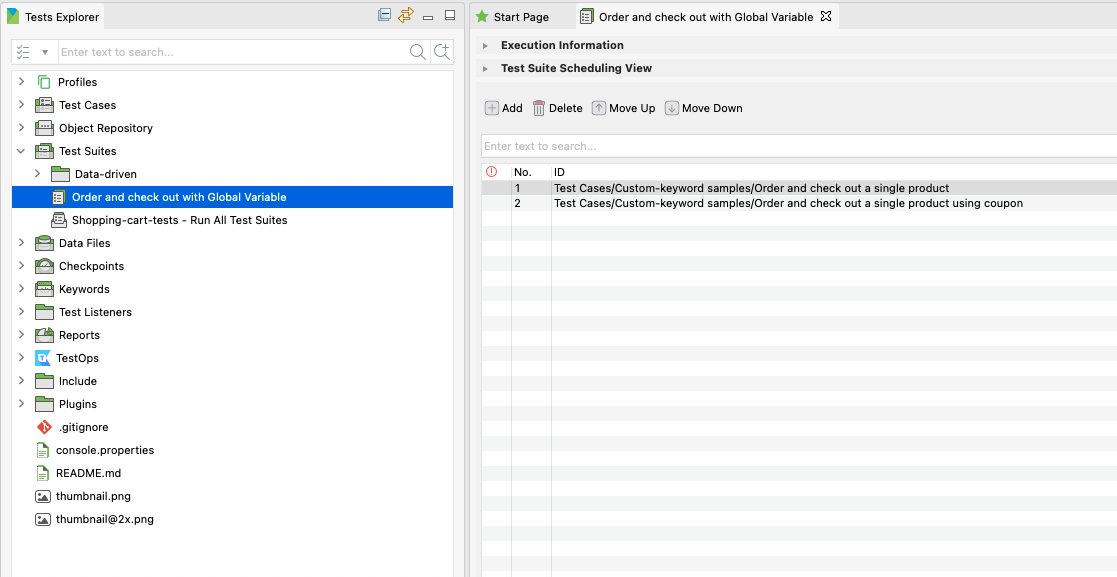 Tests Explorer
Enter text to search...
Profiles
Test Cases
Object Repository
Test Suites
Data-driven
Order and check out with Global Variable
Shopping-cart-tests - Run All Test Suites
Data Files
Checkpoints
Keywords
Test Listeners
Reports
TestOps
Include
Plugins
.gitignore
console.properties
README.md
thumbnail.png
thumbnail@2x.png
Start Page
Order and check out with Global Variable
Execution Information
Test Suite Scheduling View
Add Delete Move Up Move Down
Enter text to search...
No. ID
1 Test Cases/Custom-keyword samples/Order and check out a single product
2 Test Cases/Custom-keyword samples/Order and check out a single product using coupon